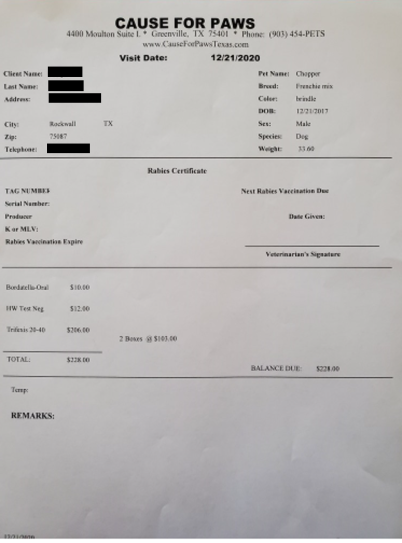 CAUSE FOR PAWS
4400 Moulton Suite I. * Greenville, TX 75401 * Phone: (903) 454-PETS
www.CauseForPawsTexas.com
Visit Date: 12/21/2020
Client Name:
Last Name:
Address:
City: Rockwall TX
Zip: 75087
Telephone:
Pet Name: Chopper
Breed: Frenchie mix
Color: brindle
DOB: 12/21/2017
Sex: Male
Species: Dog
Weight: 33.60
Rabies Certificate
TAG NUMBER
Serial Number:
Producer
K or MLV:
Rabies Vaccination Expire
Next Rabies Vaccination Due
Date Given:
Veterinarian's Signature
Bordatella-Oral $10.00
HW Test Neg $12.00
Trifexis 20-40 $206.00
2 Boxes @ $103.00
TOTAL: $228.00
BALANCE DUE: $228.00
Temp:
REMARKS: